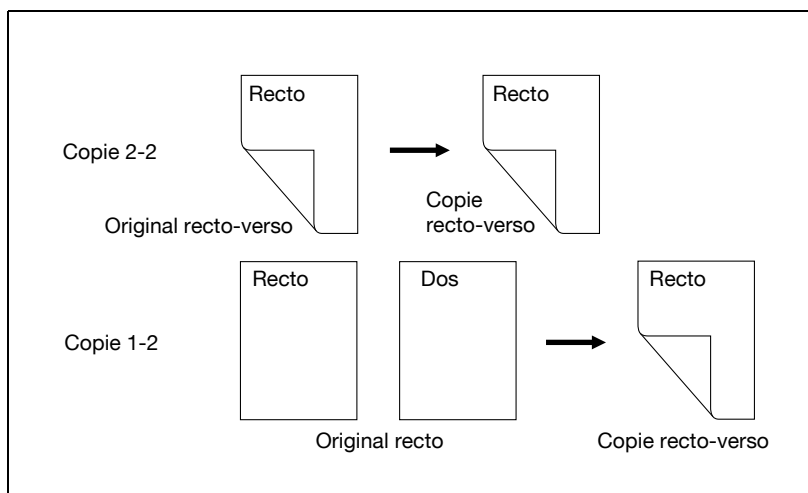 Recto
Recto
Copie 2-2
Original recto-verso
Copie
recto-verso
Recto
Dos
Recto
Copie 1-2
Original recto
Copie recto-verso